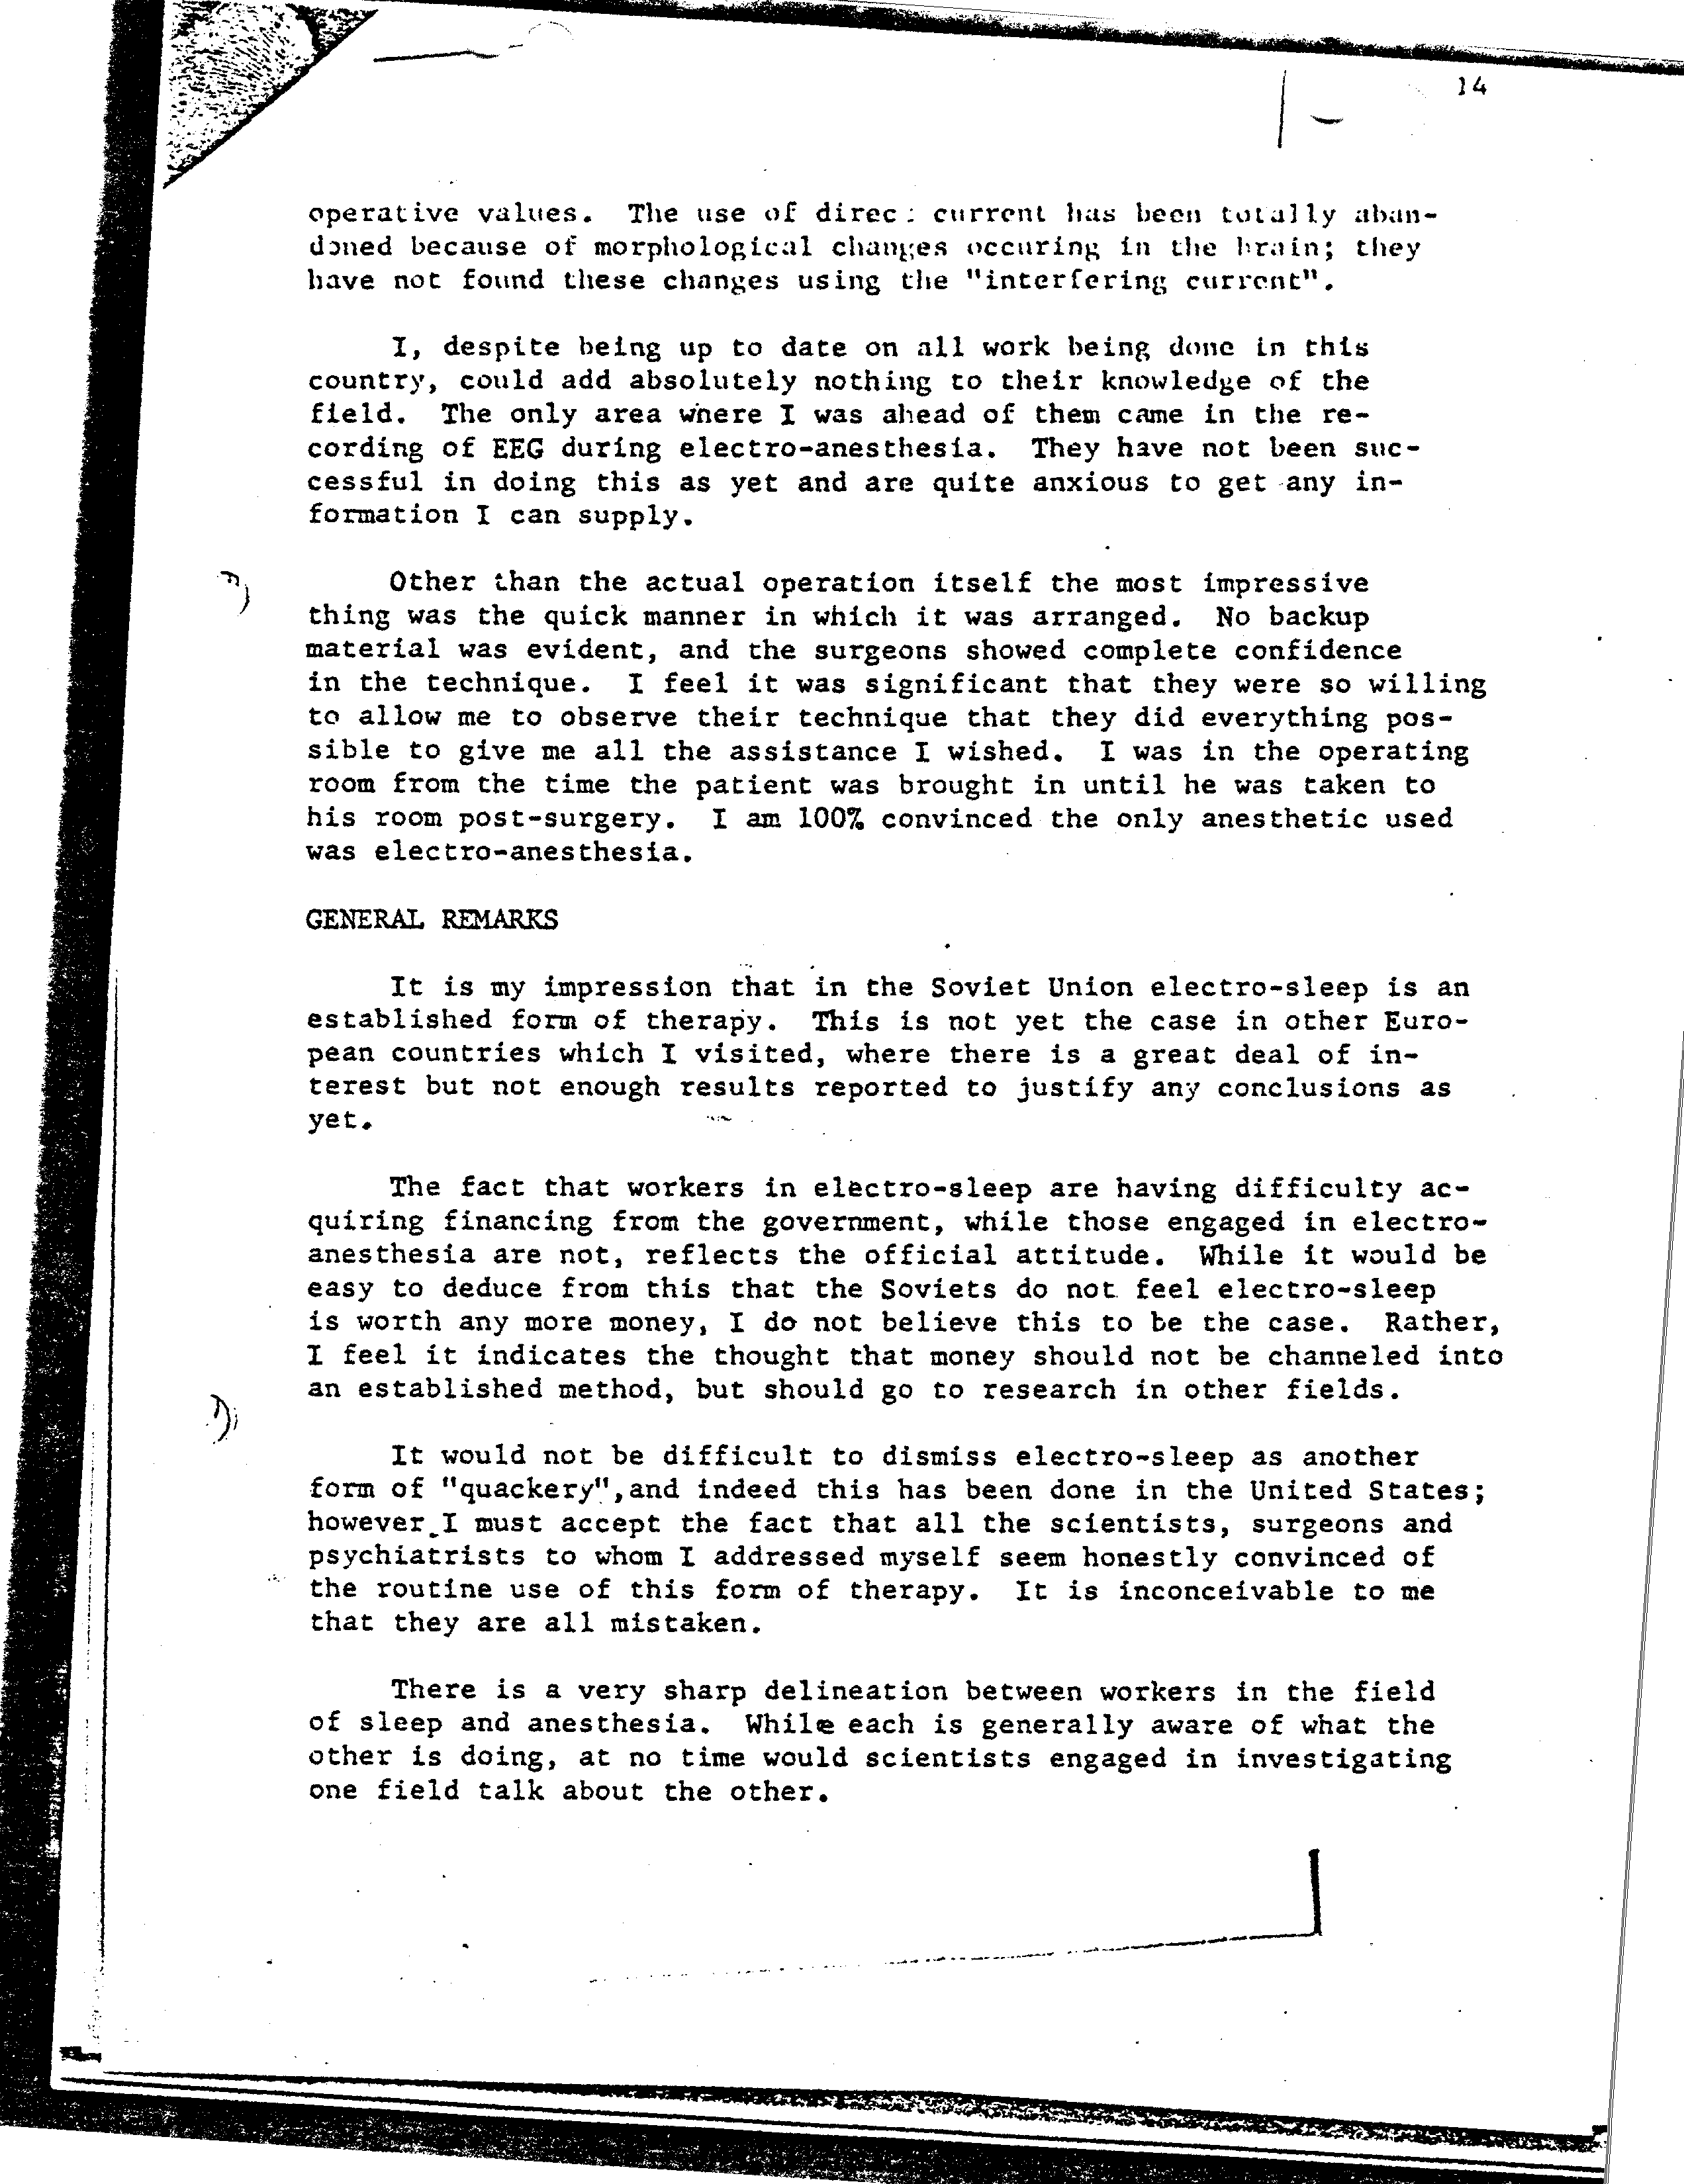 14
operative values. The use of direc: current has been totally aban-
doned because of morphological changes occuring in the brain; they
have not found these changes using the "interfering current".
I, despite being up to date on all work being done in this
country, could add absolutely nothing to their knowledge of the
field. The only area where I was ahead of them came in the re-
cording of EEG during electro-anesthesia. They have not been suc-
cessful in doing this as yet and are quite anxious to get any in-
formation I can supply.
Other than the actual operation itself the most impressive
thing was the quick manner in which it was arranged. No backup
material was evident, and the surgeons showed complete confidence
in the technique. I feel it was significant that they were so willing
to allow me to observe their technique that they did everything pos-
sible to give me all the assistance I wished. I was in the operating
room from the time the patient was brought in until he was taken to
his room post-surgery. I am 100% convinced the only anesthetic used
was electro-anesthesia.
GENERAL REMARKS
It is my impression that in the Soviet Union electro-sleep is an
established form of therapy. This is not yet the case in other Euro-
pean countries which I visited, where there is a great deal of in-
terest but not enough results reported to justify any conclusions as
yet.
The fact that workers in electro-sleep are having difficulty ac-
quiring financing from the government, while those engaged in electro-
anesthesia are not, reflects the official attitude. While it would be
easy to deduce from this that the Soviets do not feel electro-sleep
is worth any more money, I do not believe this to be the case. Rather,
I feel it indicates the thought that money should not be channeled into
an established method, but should go to research in other fields.
It would not be difficult to dismiss electro-sleep as another
form of "quackery",and indeed this has been done in the United States;
however I must accept the fact that all the scientists, surgeons and
psychiatrists to whom I addressed myself seem honestly convinced of
the routine use of this form of therapy. It is inconceivable to me
that they are all mistaken.
There is a very sharp delineation between workers in the field
of sleep and anesthesia. While each is generally aware of what the
other is doing, at no time would scientists engaged in investigating
one field talk about the other.